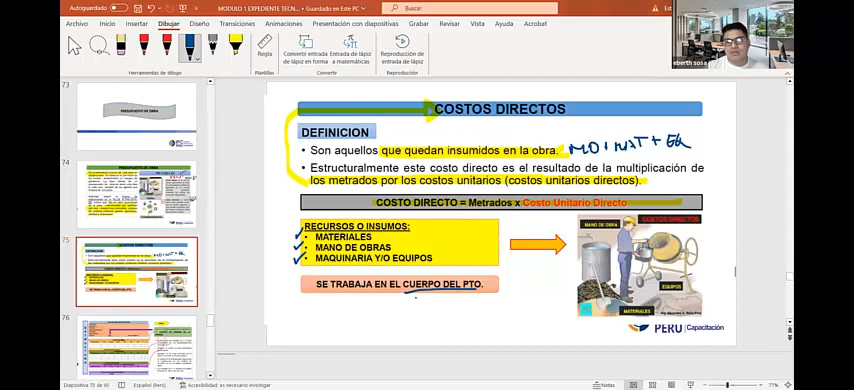 Autoguardado
MODULO 1 EXPEDIENTE TECN... • Guardado en Este PC
Buscar
Archivo Inicio Insertar Dibujar Diseño Transiciones Animaciones Presentación con diapositivas Grabar Revisar Vista Ayuda Acrobat
Regla
Convertir entrada de lápiz en forma
Entrada de lápiz a matemáticas
Reproducción de entrada de lápiz
Herramientas de dibujo Plantillas Convertir Reproducción
eberth sosa
73
PRESUPUESTO DE OBRA
74
75
76
COSTOS DIRECTOS
DEFINICION
• Son aquellos que quedan insumidos en la obra. MO + MAT + EQ
• Estructuralmente este costo directo es el resultado de la multiplicación de
los metrados por los costos unitarios (costos unitarios directos).
COSTO DIRECTO = Metrados x Costo Unitario Directo
RECURSOS O INSUMOS:
• MATERIALES
• MANO DE OBRAS
• MAQUINARIA Y/O EQUIPOS
SE TRABAJA EN EL CUERPO DEL PTO.
MANO DE OBRA
COSTOS DIRECTOS
EQUIPOS
MATERIALES
PERU | Capacitación
Diapositiva 75 de 90 Español (Perú) Accesibilidad: es necesario investigar
Notas
77%